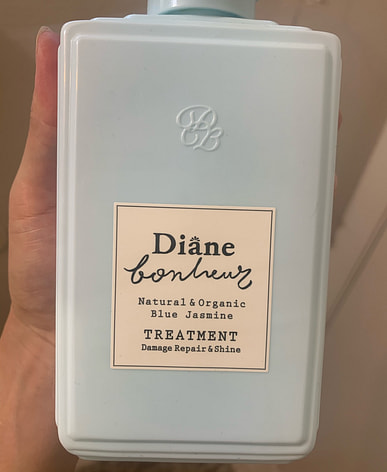 Diane
bonheur
Natural & Organic
Blue Jasmine
TREATMENT
Damage Repair & Shine